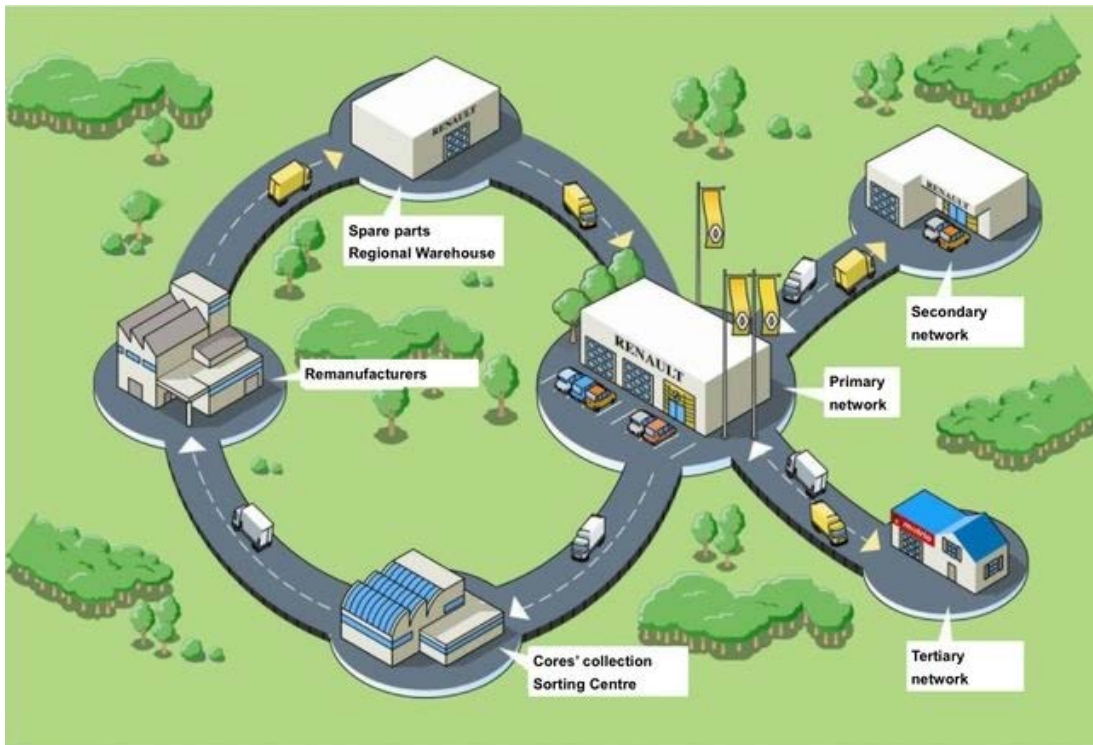 RENAULT
Spare parts
Regional Warehouse
RENAULT
Secondary
network
RENAULT
Remanufacturers
Primary
network
Cores' collection
Sorting Centre
Tertiary
network